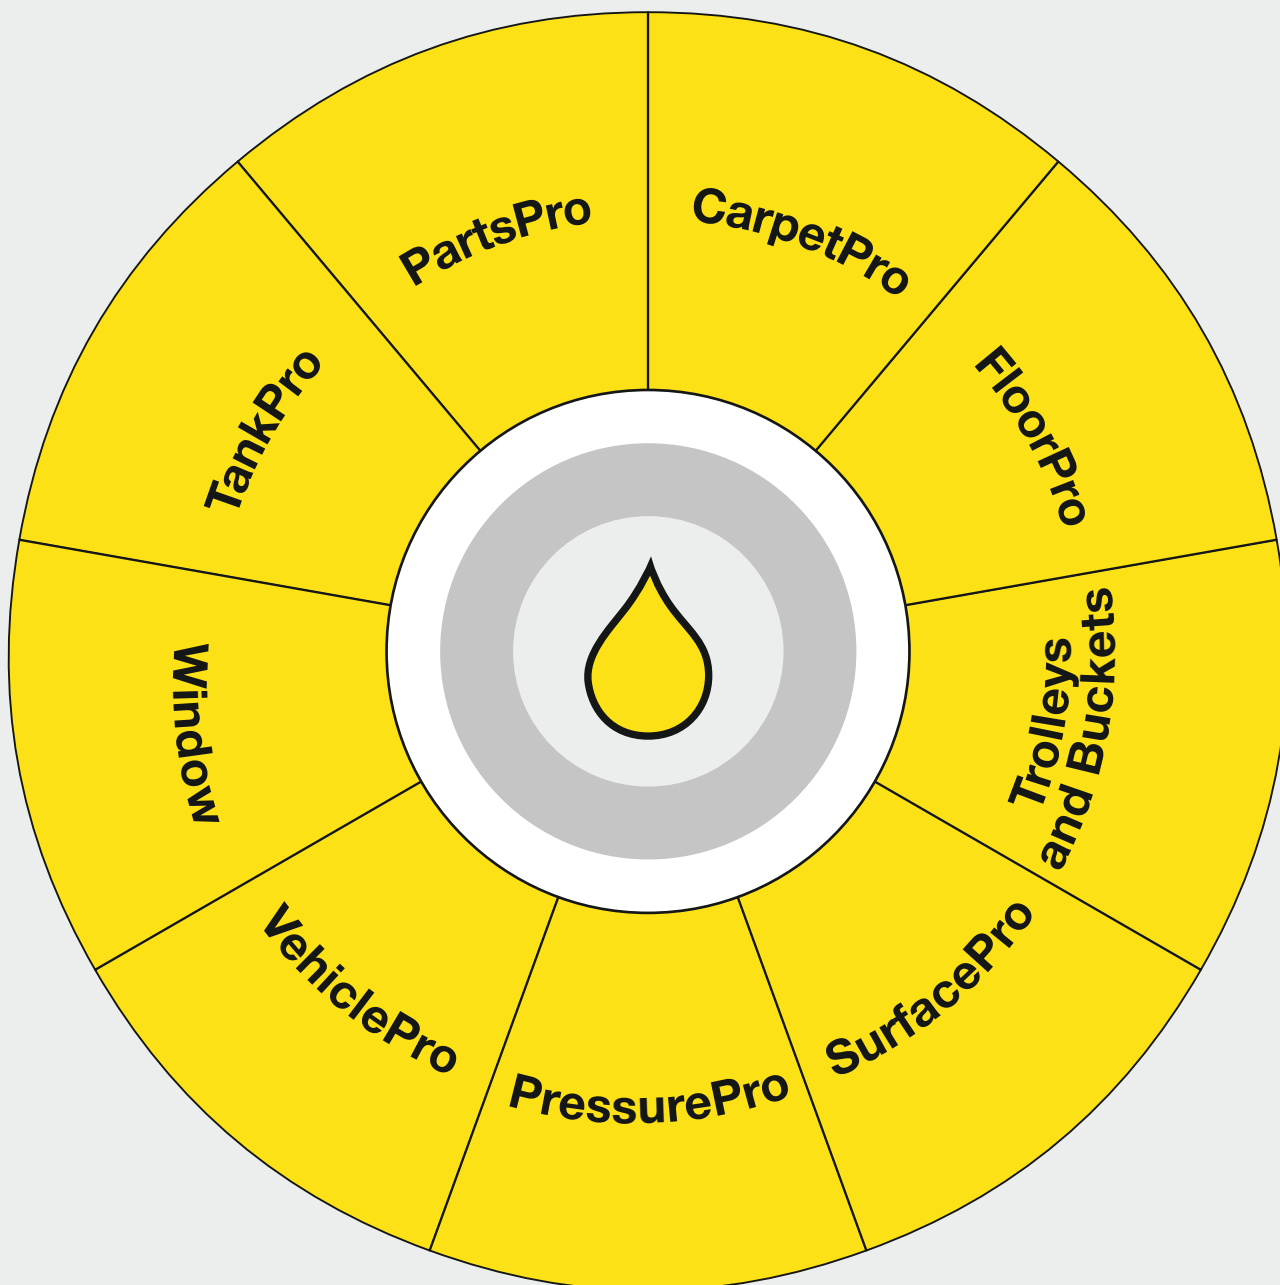 CarpetPro
FloorPro
Trolleys
and Buckets
SurfacePro
PressurePro
VehiclePro
Window
TankPro
PartsPro